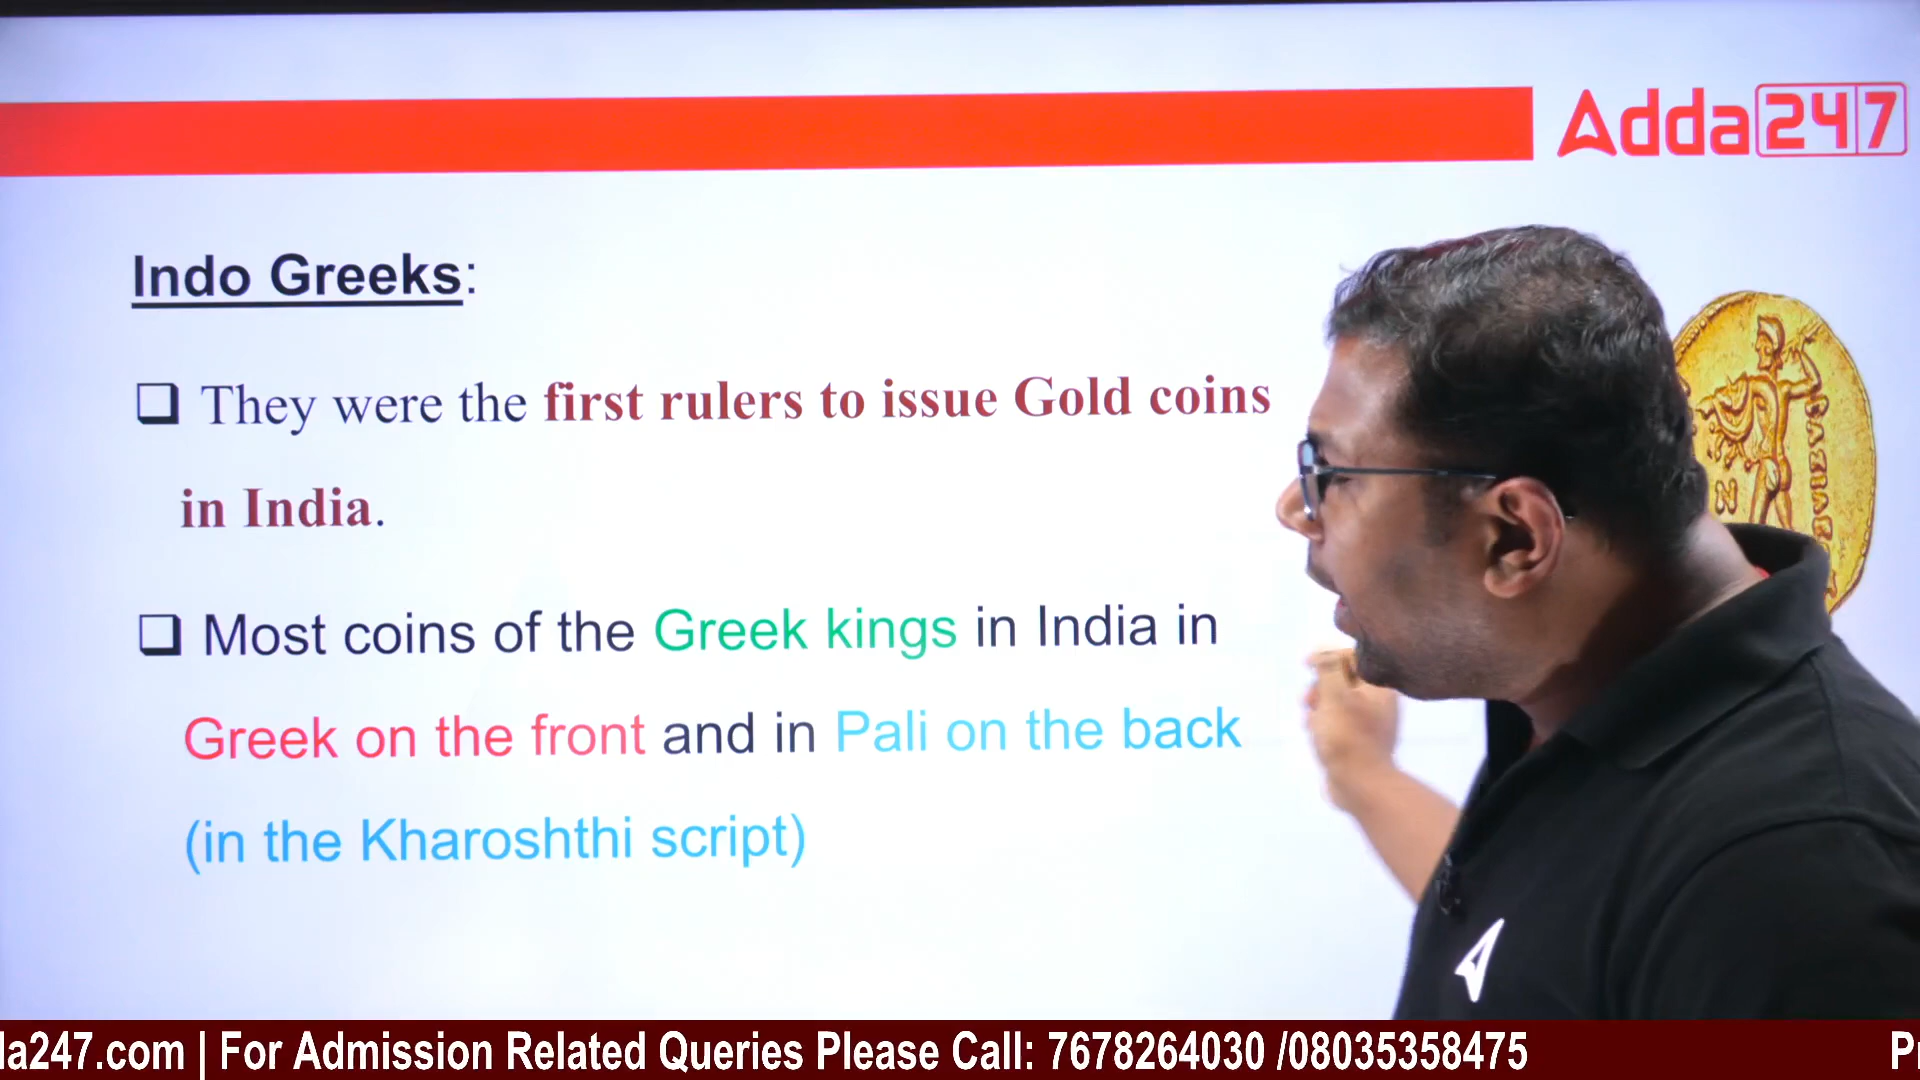 Adda247
Indo Greeks:
They were the first rulers to issue Gold coins
in India.
Most coins of the Greek kings in India in
Greek on the front and in Pali on the back
(in the Kharoshthi script)
da247.com | For Admission Related Queries Please Call: 7678264030 /08035358475